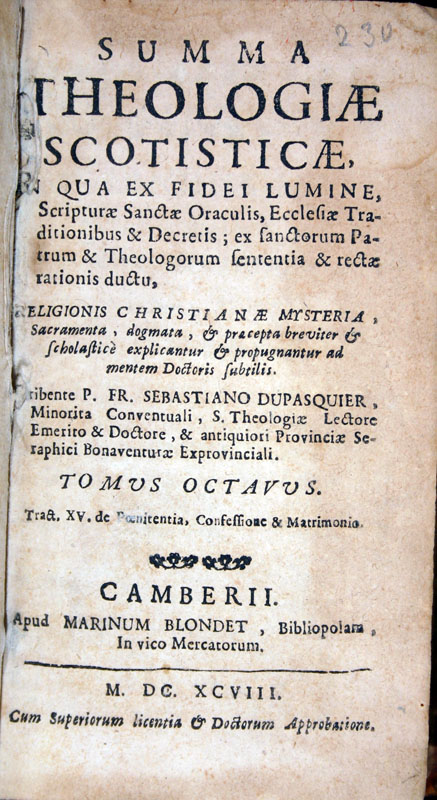 230
SUMMA
THEOLOGIÆ
SCOTISTICÆ,
IN QUA EX FIDEI LUMINE,
Scripturæ Sanctæ Oraculis, Ecclesiæ Tra-
ditionibus & Decretis; ex sanctorum Pa-
trum & Theologorum sententia & rectæ
rationis ductu,
RELIGIONIS CHRISTIANÆ MYSTERIA,
Sacramenta, dogmata, & præcepta breviter &
scholasticè explicantur & propugnantur ad
mentem Doctoris subtilis.
ribente P. FR. SEBASTIANO DUPASQUIER,
Minorita Conventuali, S. Theologiæ Lectore
Emerito & Doctore, & antiquiori Provinciæ Se-
raphici Bonaventuræ Exprovinciali.
TOMUS OCTAVUS.
Tract. XV. de Pœnitentia, Confessione & Matrimonio.
CAMBERII.
Apud MARINUM BLONDET, Bibliopolam,
In vico Mercatorum.
M. DC. XCVIII.
Cum Superiorum licentia & Doctorum Approbatione.